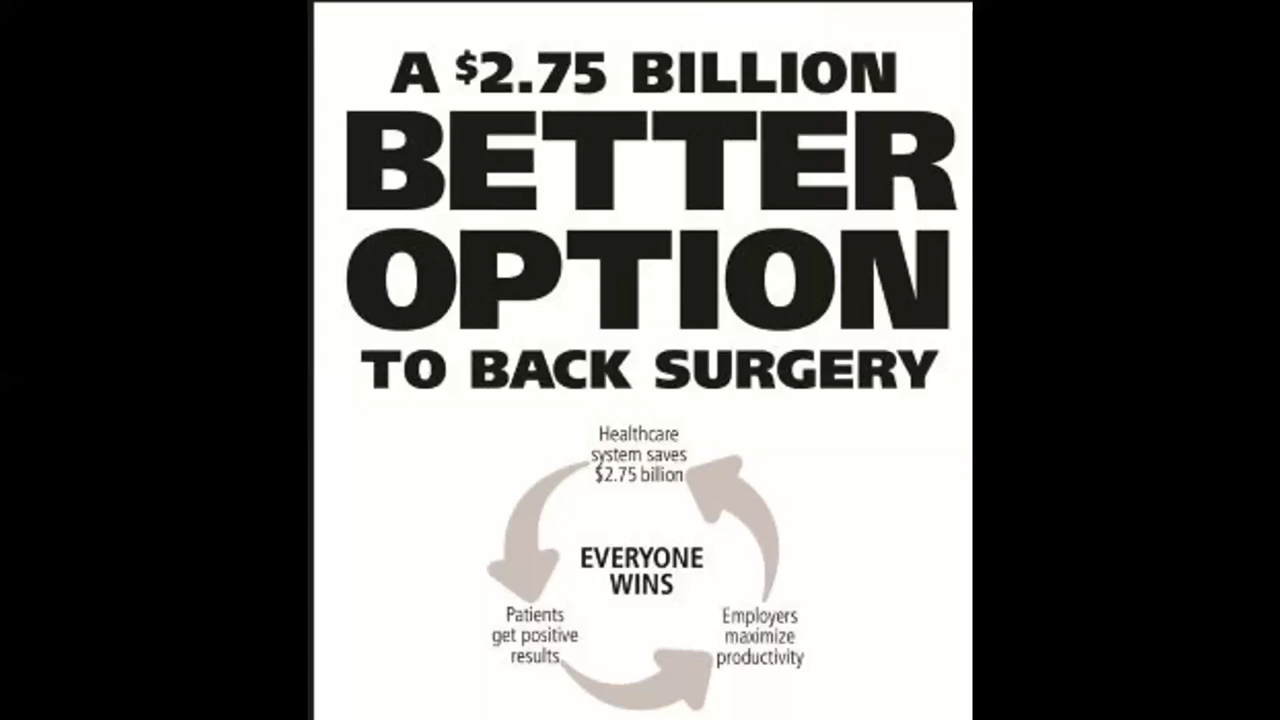 A $2.75 BILLION
BETTER
OPTION
TO BACK SURGERY
Healthcare
system saves
$2.75 billion
EVERYONE
WINS
Patients
get positive
results
Employers
maximize
productivity